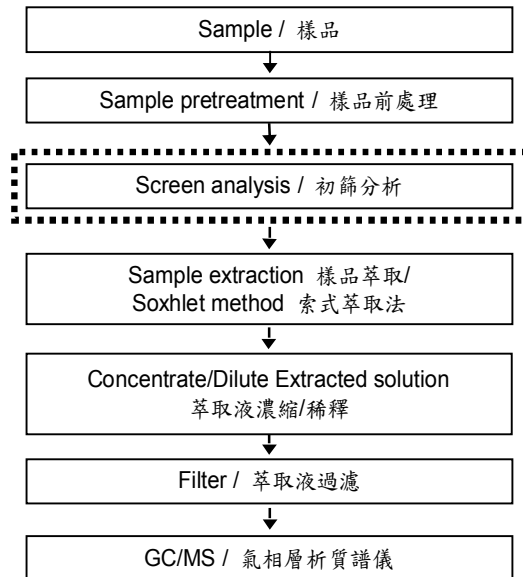 Sample / 樣品
Sample pretreatment / 樣品前處理
Screen analysis / 初篩分析
Sample extraction 樣品萃取/
Soxhlet method 索式萃取法
Concentrate/Dilute Extracted solution
萃取液濃縮/稀釋
Filter / 萃取液過濾
GC/MS / 氣相層析質譜儀